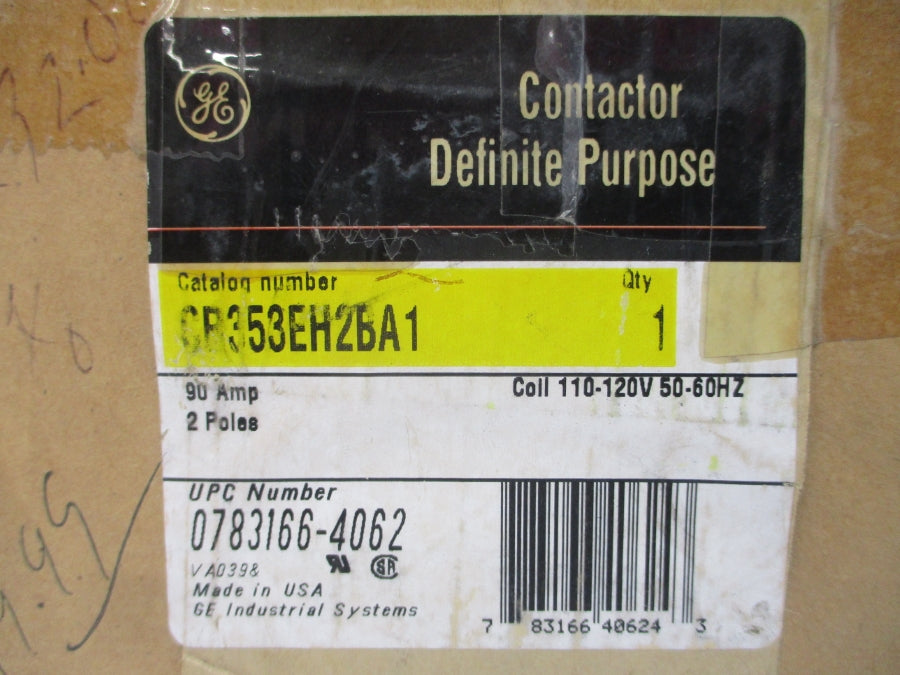 GE
Contactor
Definite Purpose
Catalog number Qty
CR353EH2BA1 1
90 Amp Coil 110-120V 50-60HZ
2 Poles
UPC Number
0783166-4062
VA0398
Made in USA
GE Industrial Systems
7 83166 40624 3